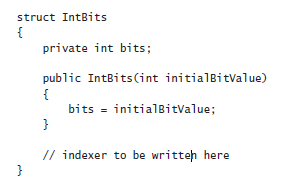 struct IntBits
{
    private int bits;
    public IntBits(int initialBitValue)
    {
        bits = initialBitValue;
    }
    // indexer to be written here
}